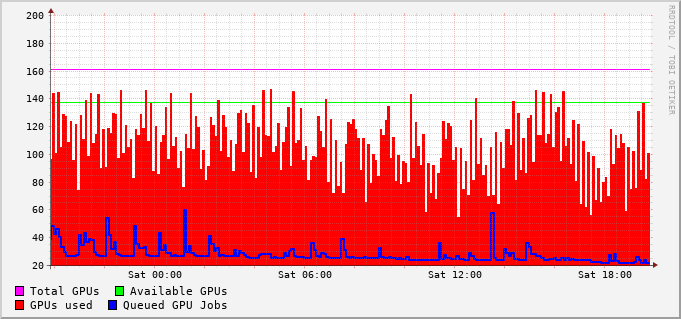 200
180
160
140
120
100
80
60
40
20
Sat 00:00 Sat 06:00 Sat 12:00 Sat 18:00
Total GPUs Available GPUs
GPUs used Queued GPU Jobs
RRDTOOL / TOBI OETIKER